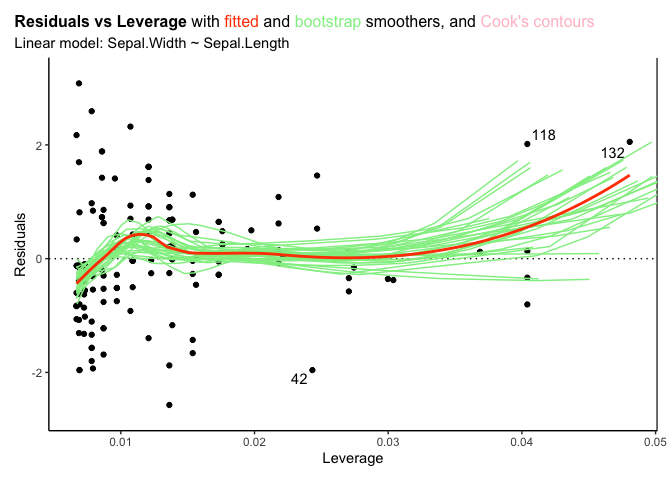 Residuals vs Leverage with fitted and bootstrap smoothers, and Cook's contours
Linear model: Sepal.Width ~ Sepal.Length
118
2
132
Residuals
0
-2
42
0.01 0.02 0.03 0.04 0.05
Leverage